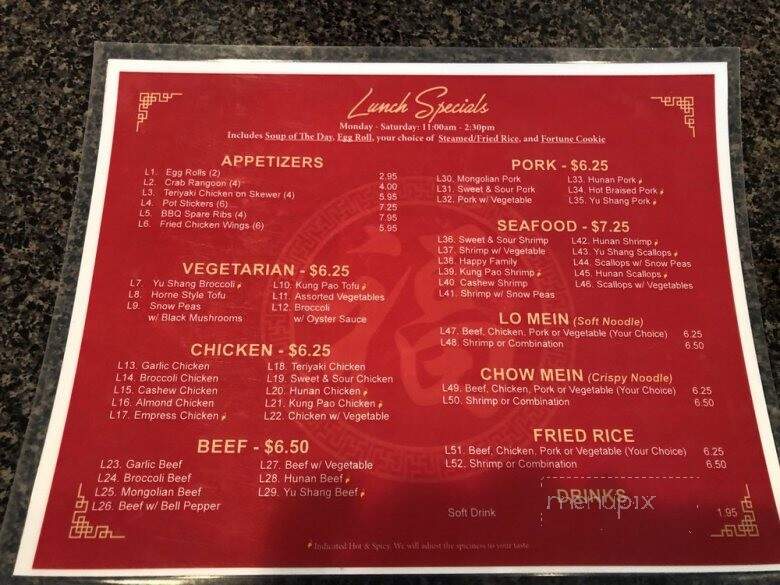 Lunch Specials
Monday - Saturday: 11:00am - 2:30pm
Includes Soup of The Day, Egg Roll, your choice of Steamed/Fried Rice, and Fortune Cookie
APPETIZERS
L1. Egg Rolls (2) 2.95
L2. Crab Rangoon (4) 4.00
L3. Teriyaki Chicken on Skewer (4) 5.95
L4. Pot Stickers (6) 7.25
L5. BBQ Spare Ribs (4) 7.95
L6. Fried Chicken Wings (6) 5.95
VEGETARIAN - $6.25
L7. Yu Shang Broccoli
L8. Horne Style Tofu
L9. Snow Peas
w/ Black Mushrooms
L10. Kung Pao Tofu
L11. Assorted Vegetables
L12. Broccoli
w/ Oyster Sauce
CHICKEN - $6.25
L13. Garlic Chicken
L14. Broccoli Chicken
L15. Cashew Chicken
L16. Almond Chicken
L17. Empress Chicken
L18. Teriyaki Chicken
L19. Sweet & Sour Chicken
L20. Hunan Chicken
L21. Kung Pao Chicken
L22. Chicken w/ Vegetable
BEEF - $6.50
L23. Garlic Beef
L24. Broccoli Beef
L25. Mongolian Beef
L26. Beef w/ Bell Pepper
L27. Beef w/ Vegetable
L28. Hunan Beef
L29. Yu Shang Beef
PORK - $6.25
L30. Mongolian Pork
L31. Sweet & Sour Pork
L32. Pork w/ Vegetable
L33. Hunan Pork
L34. Hot Braised Pork
L35. Yu Shang Pork
SEAFOOD - $7.25
L36. Sweet & Sour Shrimp
L37. Shrimp w/ Vegetable
L38. Happy Family
L39. Kung Pao Shrimp
L40. Cashew Shrimp
L41. Shrimp w/ Snow Peas
L42. Hunan Shrimp
L43. Yu Shang Scallops
L44. Scallops w/ Snow Peas
L45. Hunan Scallops
L46. Scallops w/ Vegetables
LO MEIN (Soft Noodle)
L47. Beef, Chicken, Pork or Vegetable (Your Choice) 6.25
L48. Shrimp or Combination 6.50
CHOW MEIN (Crispy Noodle)
L49. Beef, Chicken, Pork or Vegetable (Your Choice) 6.25
L50. Shrimp or Combination 6.50
FRIED RICE
L51. Beef, Chicken, Pork or Vegetable (Your Choice) 6.25
L52. Shrimp or Combination 6.50
DRINKS
Soft Drink 1.95
menupix
Indicated Hot & Spicy. We will adjust the spiciness to your taste.
福